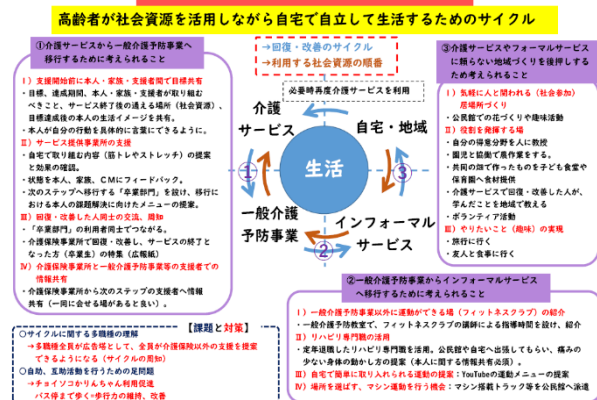 高齢者が社会資源を活用しながら自宅で自立して生活するためのサイクル
①介護サービスから一般介護予防事業へ
移行するために考えられること
Ⅰ）支援開始前に本人・家族・支援者間で目標共有
・目標、達成期間、本人・家族・支援者が取り組む
べきこと、サービス終了後の通える場所（社会資源）、
目標達成後の本人の生活イメージを共有。
・本人が自分の行動を具体的に言葉にできるように。
Ⅱ）サービス提供事業所の支援
・自宅で取り組む内容（筋トレやストレッチ）の提案
と効果の確認。
・状態を本人、家族、ＣＭにフィードバック。
・次のステップへ移行する「卒業部門」を設け、移行に
おける本人の課題解決に向けたメニューの提案。
Ⅲ）回復・改善した人同士の交流、周知
・「卒業部門」の利用者同士でつながる。
・介護保険事業所で回復・改善し、サービスの終了と
なった方（卒業生）の特集（広報紙）
Ⅳ）介護保険事業所と一般介護予防事業等の支援者での
情報共有
・介護保険事業所から次のステップの支援者へ情報
共有（一同に会せる場があると良い）。
→回復・改善のサイクル
→利用する社会資源の順番
必要時再度介護サービスを利用
介護
サービス
自宅・地域
生活
①
③
一般介護
予防事業
インフォーマル
サービス
②
③介護サービスやフォーマルサービス
に頼らない地域づくりを後押しする
ため考えられること
Ⅰ）気軽に人と関われる（社会参加）
居場所づくり
・公民館での花づくりや趣味活動
Ⅱ）役割を発揮する場
・自分の得意分野を人に教授
・園児と協働で農作業をする。
・共同の畑で作ったものを子ども食堂や
保育園へ食材提供
・介護サービスで回復・改善した人が、
学んだことを地域で教える
・ボランティア活動
Ⅲ）やりたいこと（趣味）の実現
・旅行に行く
・友人と食事に行く
②一般介護予防事業からインフォーマルサービス
へ移行するために考えられること
Ⅰ）一般介護予防事業以外に運動ができる場（フィットネスクラブ）の紹介
・一般介護予防教室で、フィットネスクラブの講師による指導時間を設け、紹介
Ⅱ）リハビリ専門職の活用
・定年退職したリハビリ専門職を活用。公民館や自宅へ出張してもらい、痛みの
少ない身体の動かし方の提案（本人に関する情報共有必須）。
Ⅲ）自宅で簡単に取り入れられる運動の提案：YouTubeの運動メニューの提案
Ⅳ）場所を選ばず、マシン運動を行う機会：マシン搭載トラック等を公民館へ派遣
【課題と対策】
〇サイクルに関する多職種の理解
→多職種全員が広告塔として、全員が介護保険以外の支援を提案
できるようになる（サイクルの周知）
〇自助、互助活動を行うための足問題
→チョイソコかりんちゃん利用促進
バス停まで歩く=歩行力の維持、改善